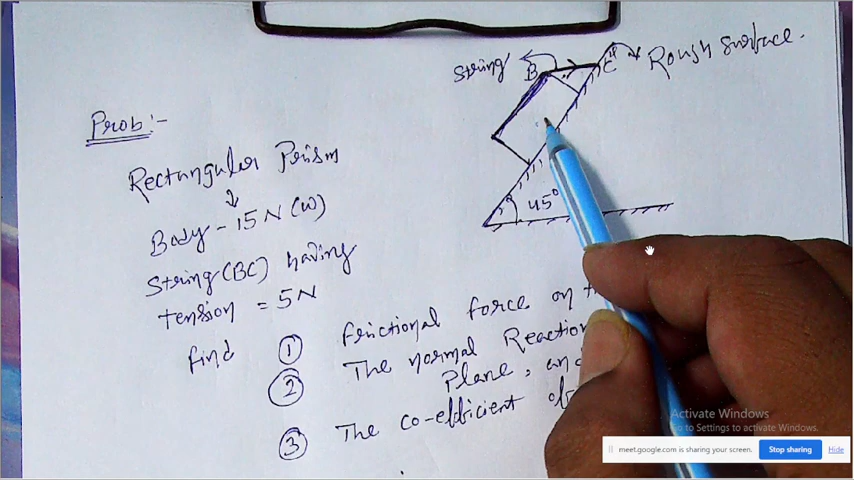 Prob:-
Rectangular Prism
Body - 15 N (W)
String (BC) having
tension = 5N
find
① frictional force on
② The normal Reaction
Plane, and
③ The co-efficient
String
B
C
Rough surface.
45°
Activate Windows
Go to Settings to activate Windows.
meet.google.com is sharing your screen.
Stop sharing
Hide